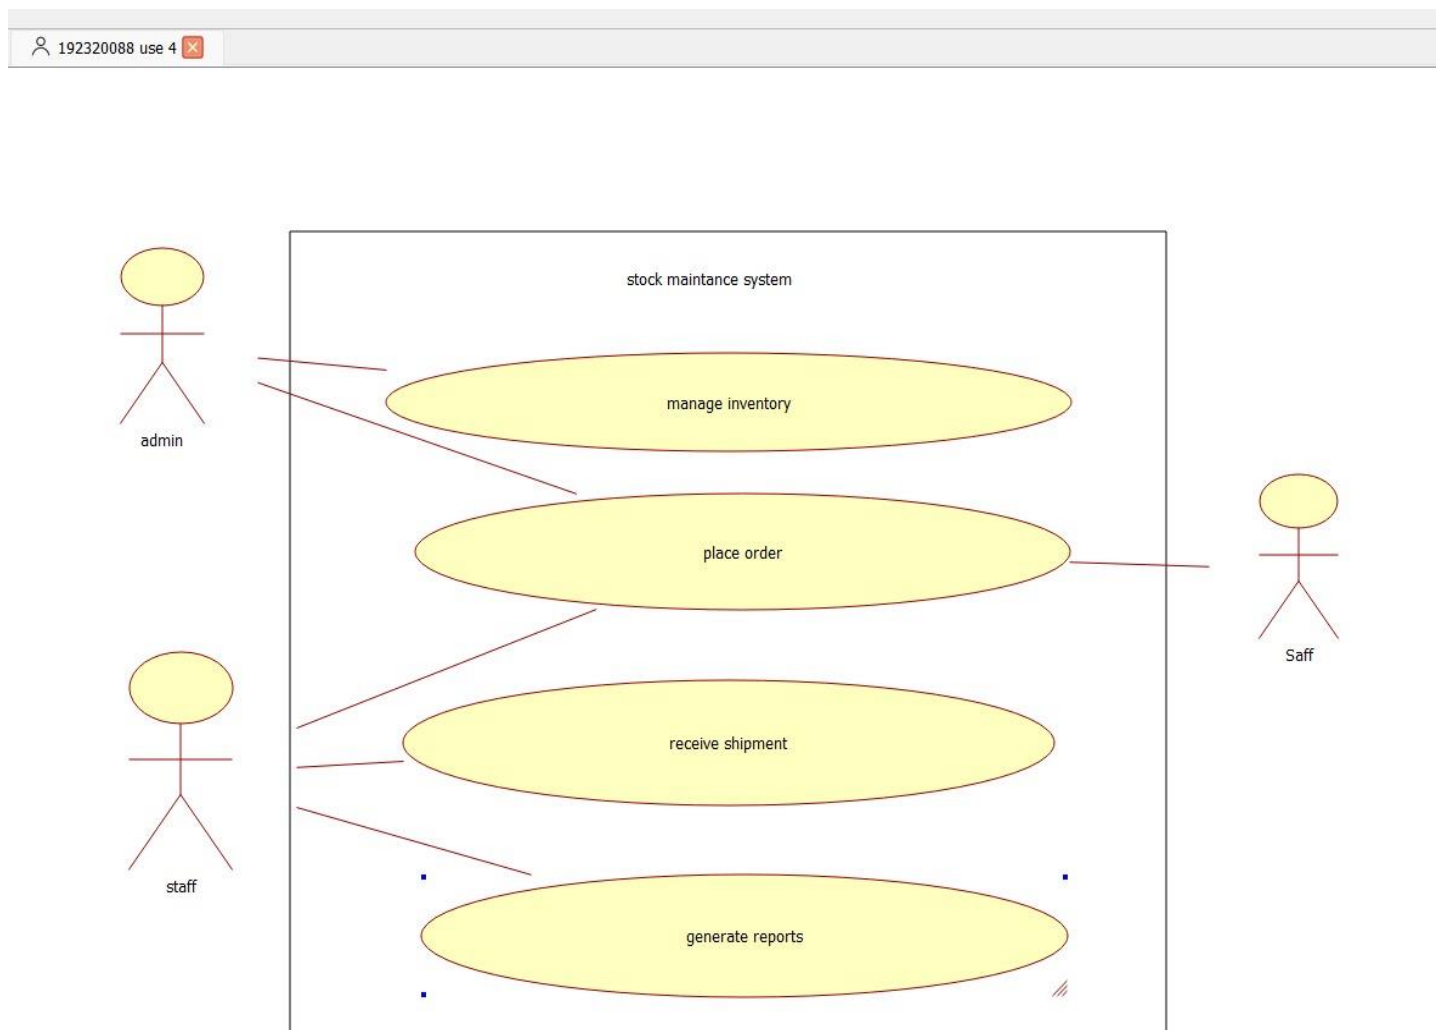 192320088 use 4
stock maintance system
manage inventory
admin
place order
Saff
receive shipment
staff
generate reports